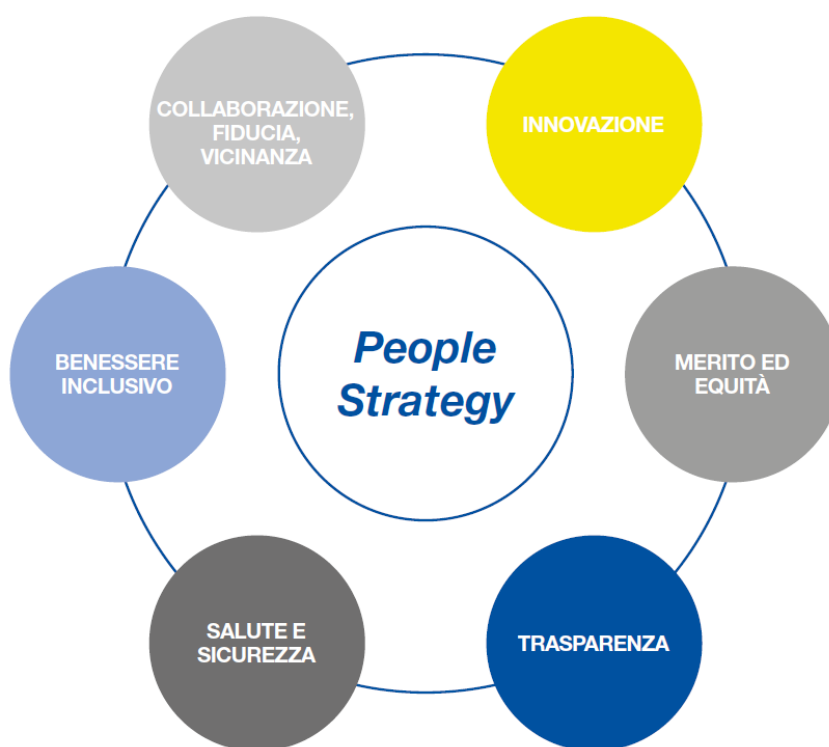 COLLABORAZIONE,
FIDUCIA,
VICINANZA
INNOVAZIONE
BENESSERE
INCLUSIVO
People
Strategy
MERITO ED
EQUITÀ
SALUTE E
SICUREZZA
TRASPARENZA